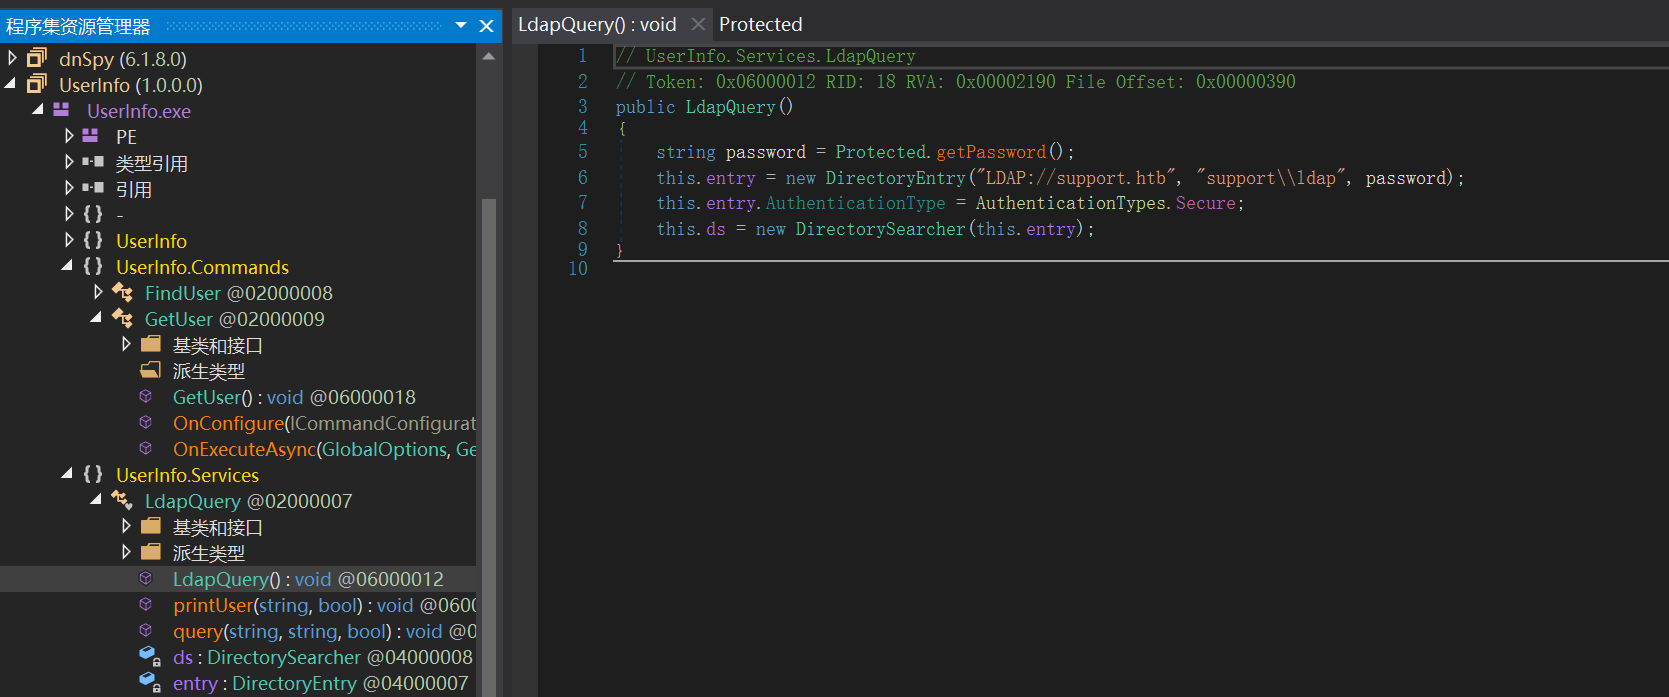 程序集资源管理器
dnSpy (6.1.8.0)
UserInfo (1.0.0.0)
UserInfo.exe
PE
类型引用
引用
{ } -
{ } UserInfo
{ } UserInfo.Commands
FindUser @02000008
GetUser @02000009
基类和接口
派生类型
GetUser() : void @06000018
OnConfigure(ICommandConfigurat
OnExecuteAsync(GlobalOptions, Ge
{ } UserInfo.Services
LdapQuery @02000007
基类和接口
派生类型
LdapQuery() : void @06000012
printUser(string, bool) : void @060(
query(string, string, bool) : void @0
ds : DirectorySearcher @04000008
entry : DirectoryEntry @04000007
LdapQuery() : void
Protected
1 // UserInfo.Services.LdapQuery
2 // Token: 0x06000012 RID: 18 RVA: 0x00002190 File Offset: 0x00000390
3 public LdapQuery()
4 {
5 string password = Protected.getPassword();
6 this.entry = new DirectoryEntry("LDAP://support.htb", "support\\ldap", password);
7 this.entry.AuthenticationType = AuthenticationTypes.Secure;
8 this.ds = new DirectorySearcher(this.entry);
9 }
10